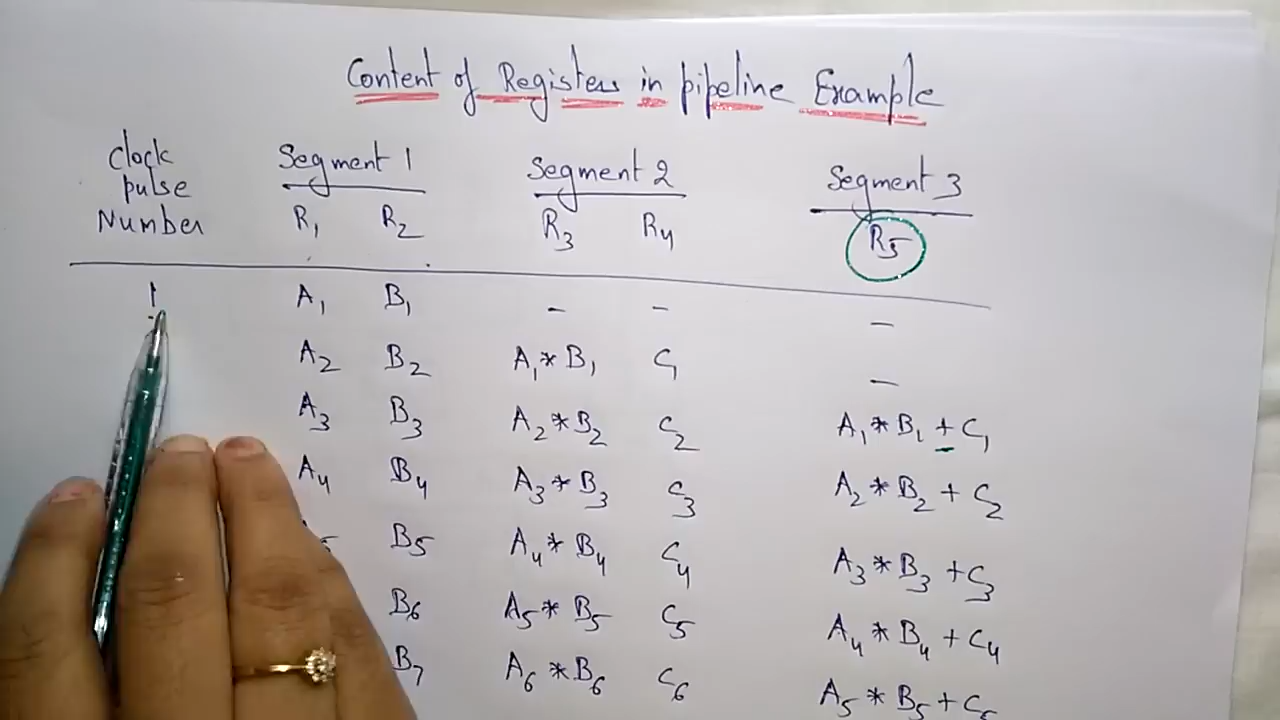 Content of Registers in pipeline Example
Clock pulse Number Segment 1 Segment 2 Segment 3
R1 R2 R3 R4 R5
1 A1 B1 - - -
A2 B2 A1 * B1 C1 -
A3 B3 A2 * B2 C2 A1 * B1 + C1
A4 B4 A3 * B3 C3 A2 * B2 + C2
B5 A4 * B4 C4 A3 * B3 + C3
B6 A5 * B5 C5 A4 * B4 + C4
B7 A6 * B6 C6 A5 * B5 + C5